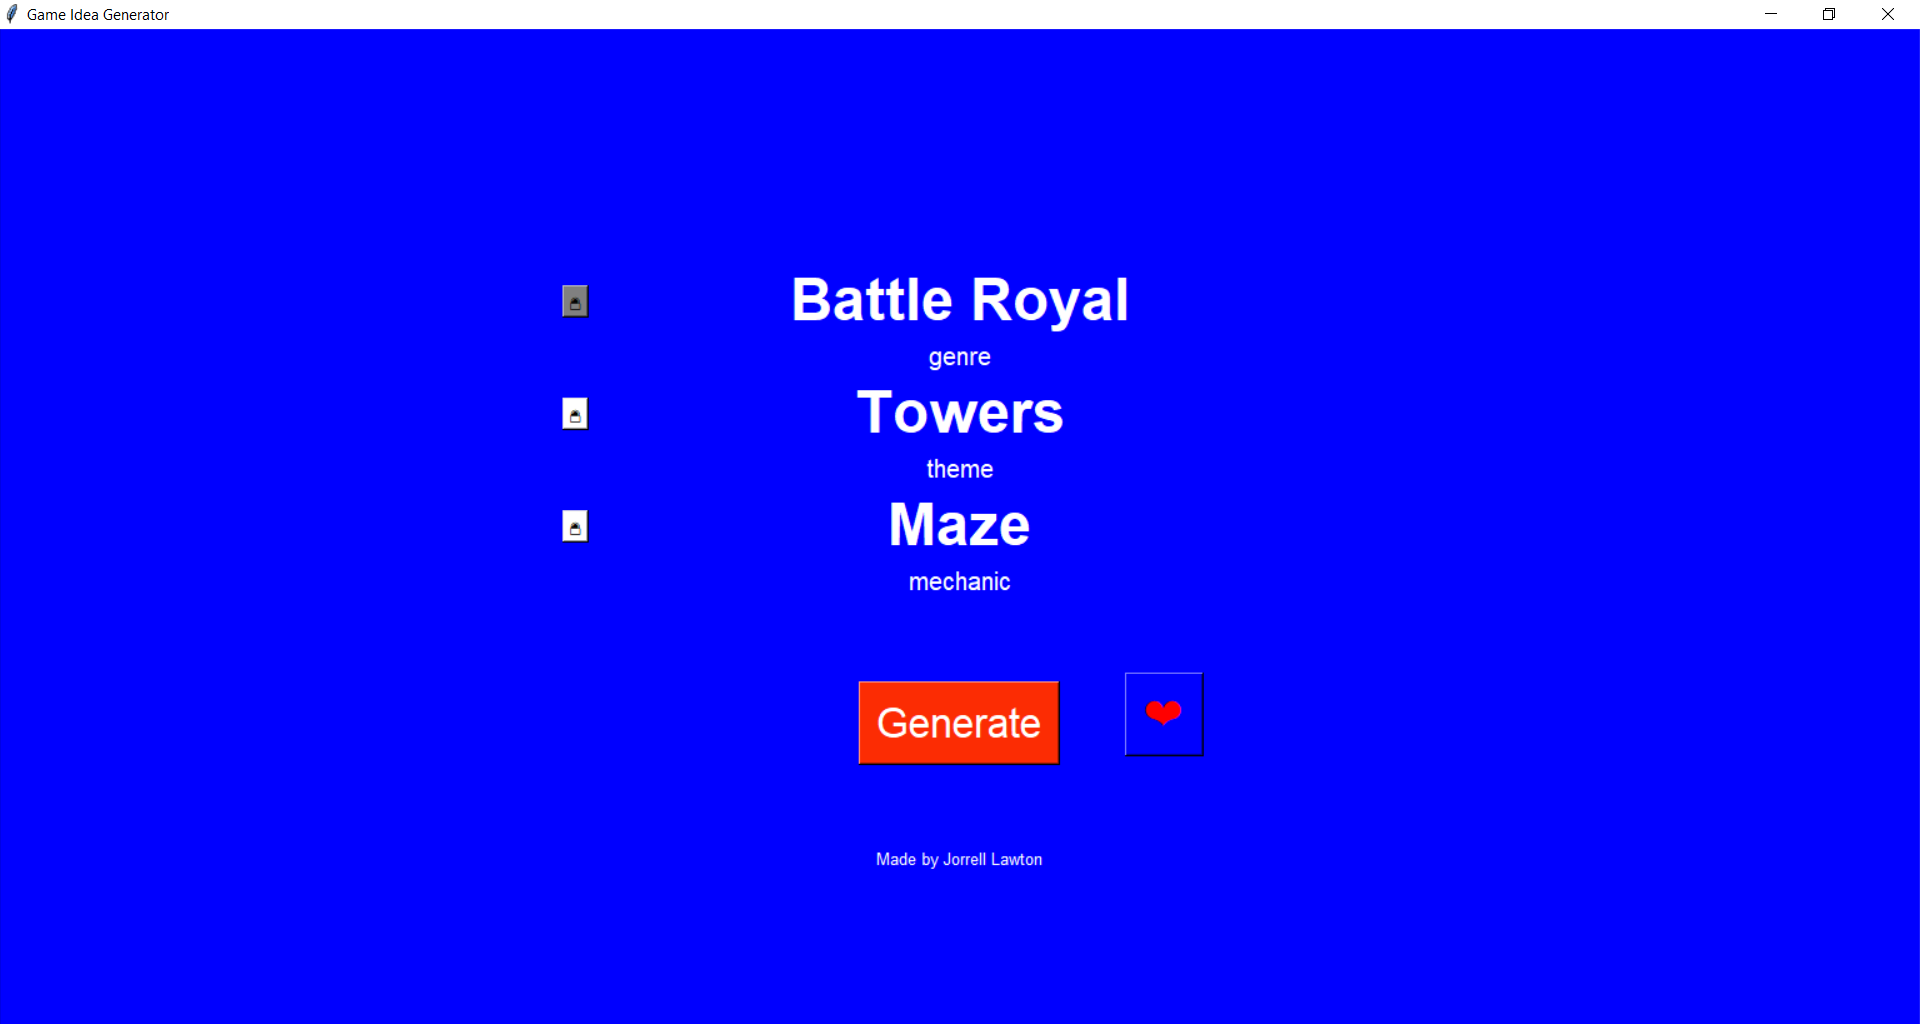 Game Idea Generator
Battle Royal
genre
Towers
theme
Maze
mechanic
Generate
Made by Jorrell Lawton